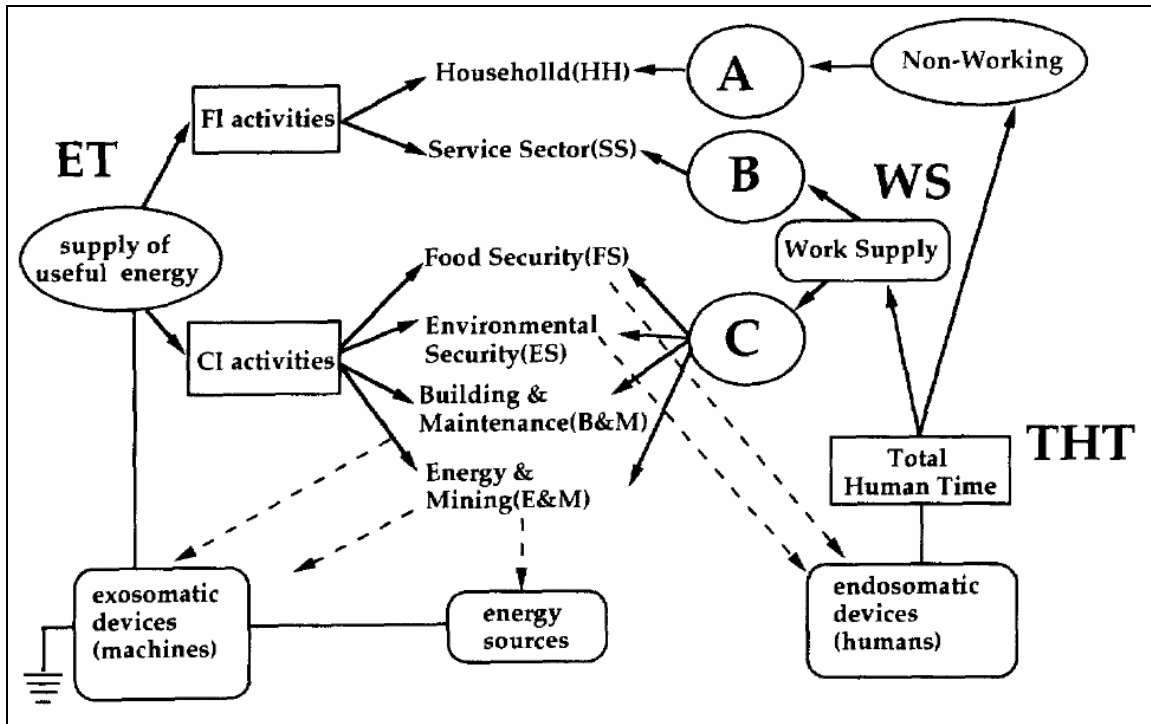 Householld(HH)
A
Non-Working
FI activities
ET
Service Sector(SS)
B
WS
supply of
useful energy
Food Security(FS)
Work Supply
Environmental
Security(ES)
C
CI activities
Building &
Maintenance(B&M)
THT
Total
Human Time
Energy &
Mining(E&M)
exosomatic
devices
(machines)
energy
sources
endosomatic
devices
(humans)